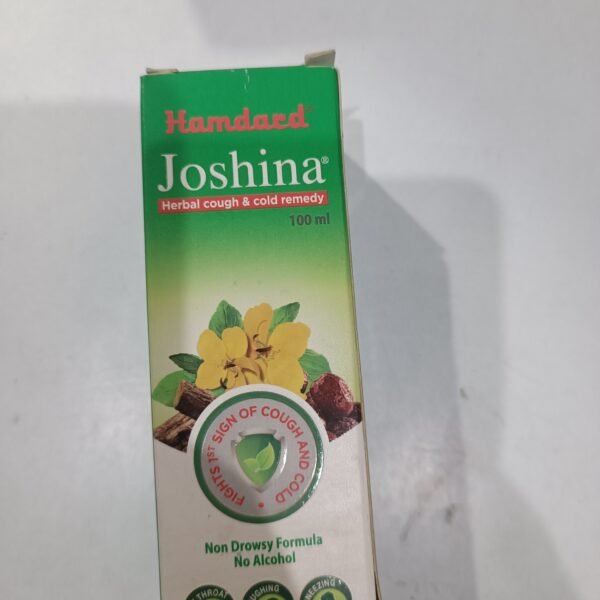 Hamdard
Joshina®
Herbal cough & cold remedy
100 ml
FIGHTS 1ST SIGN OF COUGH AND COLD
Non Drowsy Formula
No Alcohol
THROAT